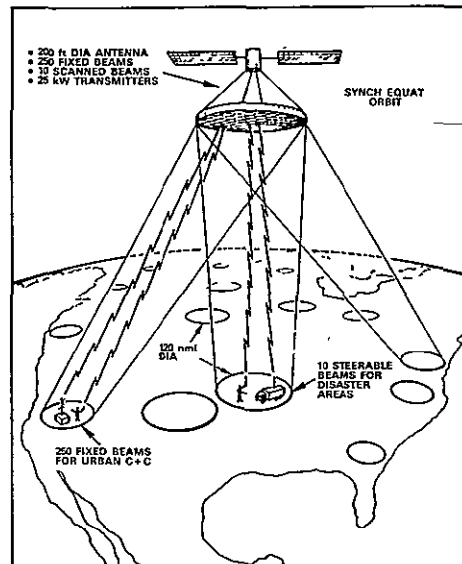 • 200 ft DIA ANTENNA
• 250 FIXED BEAMS
• 10 SCANNED BEAMS
• 25 kW TRANSMITTERS
SYNCH EQUAT
ORBIT
120 nmi
DIA
10 STEERABLE
BEAMS FOR
DISASTER
AREAS
250 FIXED BEAMS
FOR URBAN C+C